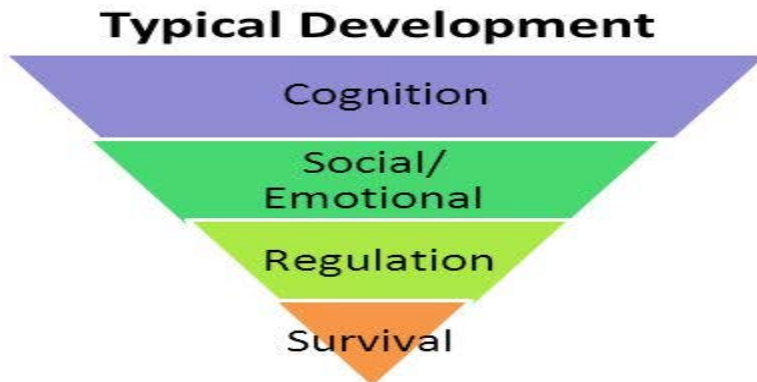 Typical Development
Cognition
Social/
Emotional
Regulation
Survival